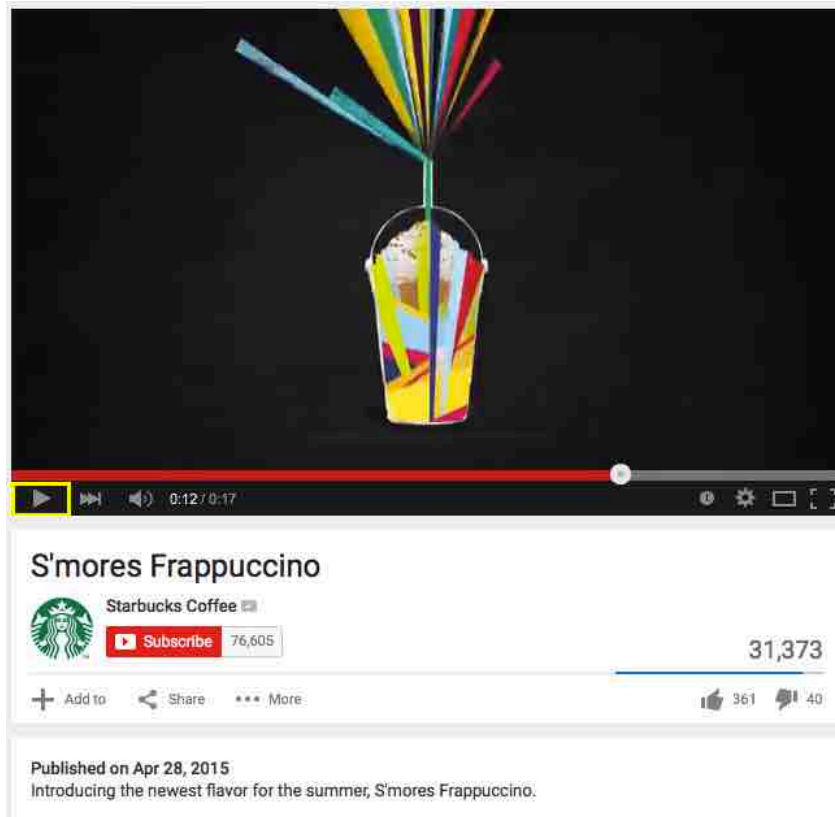 0:12 / 0:17
S'mores Frappuccino
Starbucks Coffee
Subscribe 76,605
31,373
Add to Share More 361 40
Published on Apr 28, 2015
Introducing the newest flavor for the summer, S'mores Frappuccino.